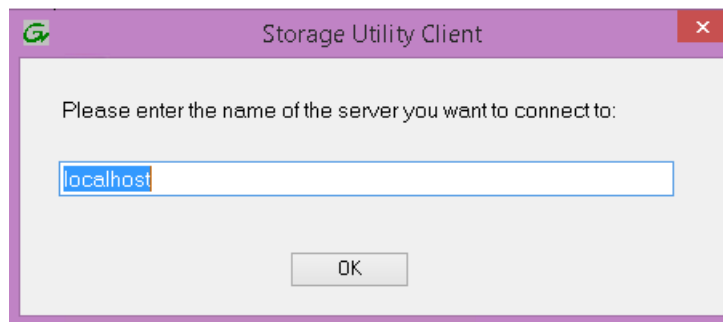 Storage Utility Client
Please enter the name of the server you want to connect to:
localhost
OK